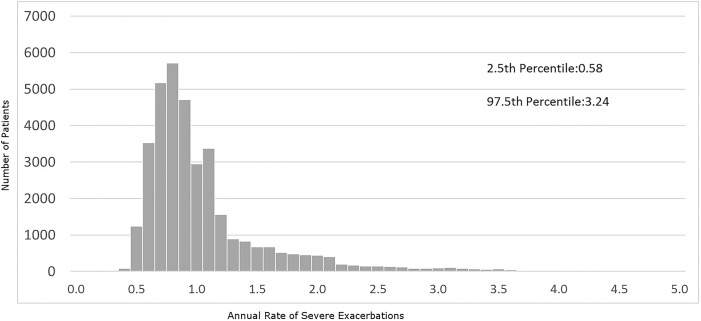 7000
6000
5000
4000
3000
2000
1000
0
Number of Patients
2.5th Percentile:0.58
97.5th Percentile:3.24
0.0 0.5 1.0 1.5 2.0 2.5 3.0 3.5 4.0 4.5 5.0
Annual Rate of Severe Exacerbations